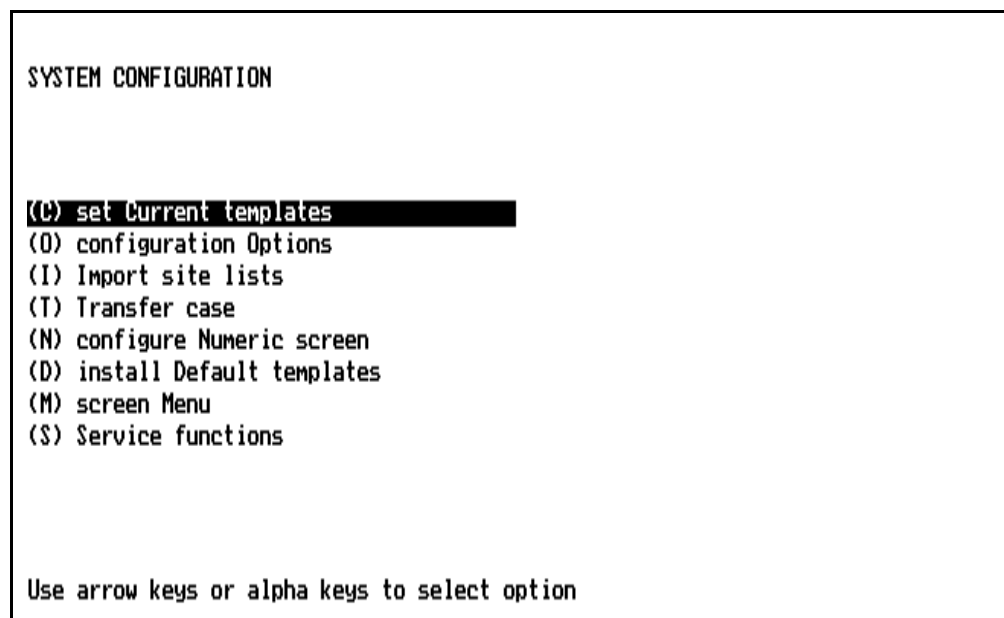 SYSTEM CONFIGURATION
(C) set Current templates
(O) configuration Options
(I) Import site lists
(T) Transfer case
(N) configure Numeric screen
(D) install Default templates
(M) screen Menu
(S) Service functions
Use arrow keys or alpha keys to select option